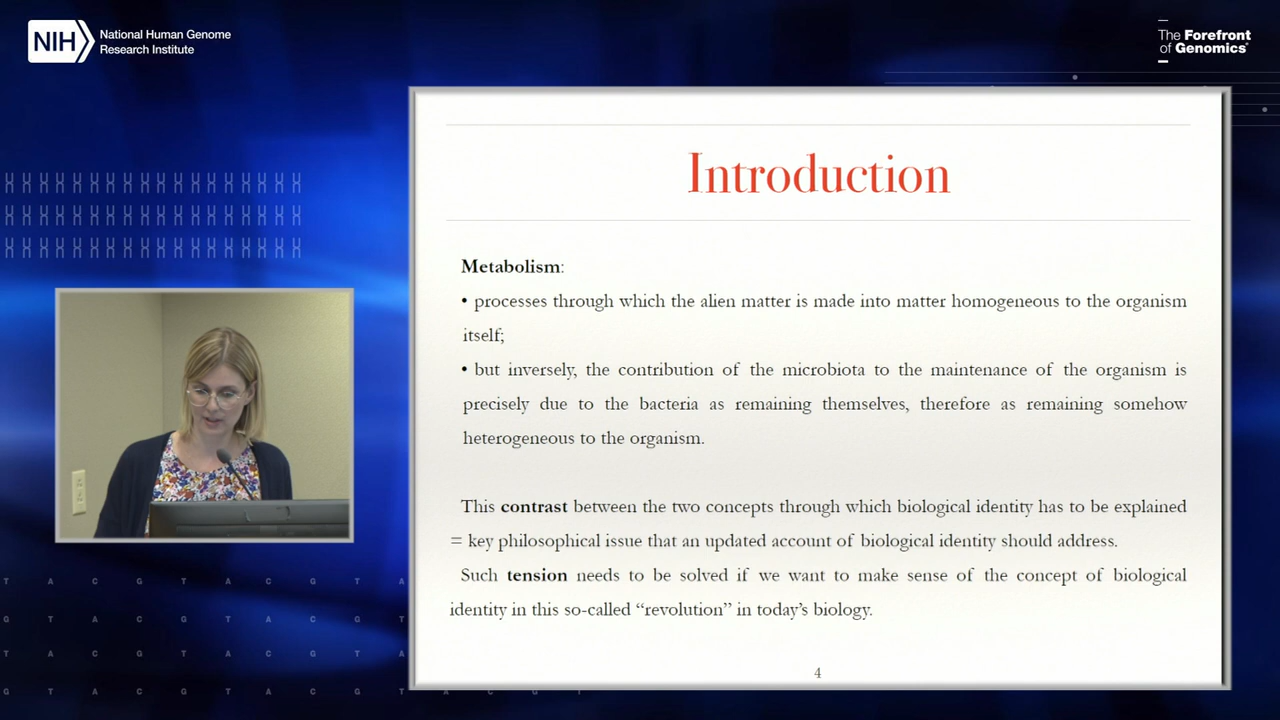 NIH
National Human Genome
Research Institute
The Forefront
of Genomics®
Introduction
Metabolism:
• processes through which the alien matter is made into matter homogeneous to the organism
itself;
• but inversely, the contribution of the microbiota to the maintenance of the organism is
precisely due to the bacteria as remaining themselves, therefore as remaining somehow
heterogeneous to the organism.
This contrast between the two concepts through which biological identity has to be explained
= key philosophical issue that an updated account of biological identity should address.
Such tension needs to be solved if we want to make sense of the concept of biological
identity in this so-called “revolution” in today’s biology.
4
T A C G T A C G T A
G T A C G T A C G T
T A C G T A C G T A
G T A C G T A C G T A C G T